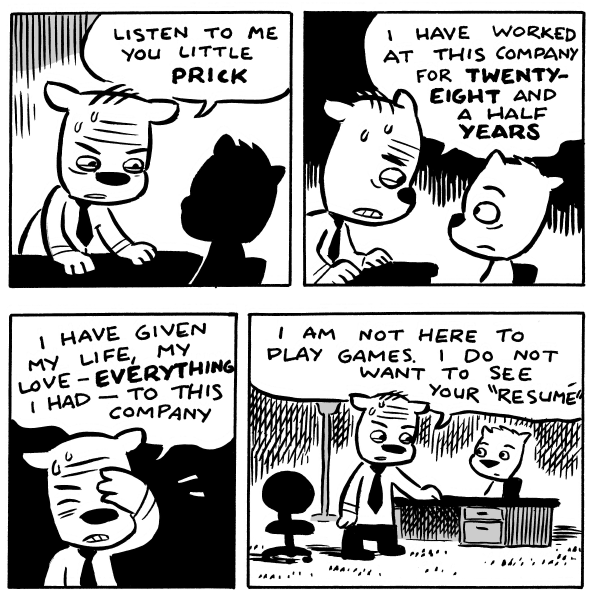 LISTEN TO ME
YOU LITTLE
PRICK
I HAVE WORKED
AT THIS COMPANY
FOR TWENTY-
EIGHT AND
A HALF
YEARS
I HAVE GIVEN
MY LIFE, MY
LOVE – EVERYTHING
I HAD – TO THIS
COMPANY
I AM NOT HERE TO
PLAY GAMES. I DO NOT
WANT TO SEE
YOUR "RESUMÉ"